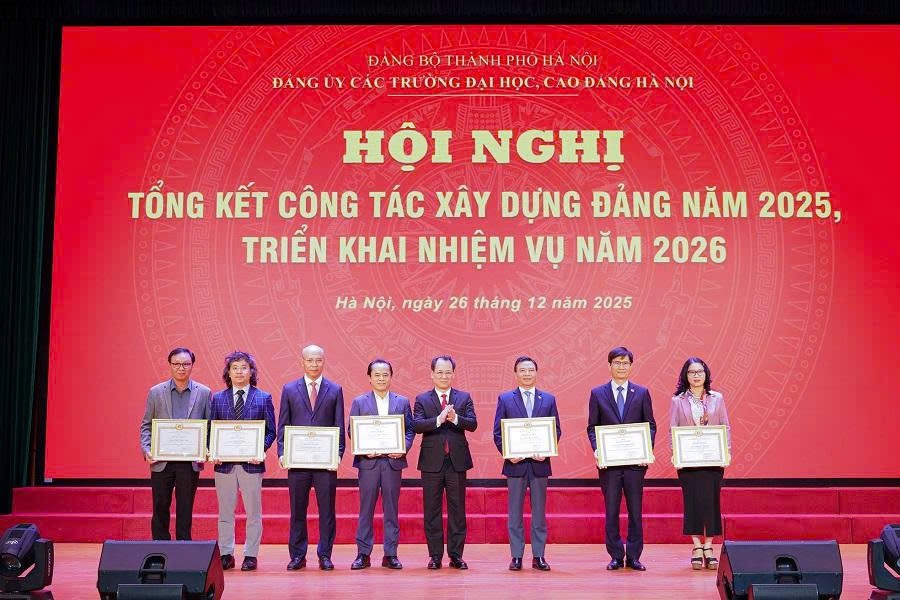 ĐẢNG BỘ THÀNH PHỐ HÀ NỘI
ĐẢNG ỦY CÁC TRƯỜNG ĐẠI HỌC, CAO ĐẲNG HÀ NỘI
HỘI NGHỊ
TỔNG KẾT CÔNG TÁC XÂY DỰNG ĐẢNG NĂM 2025,
TRIỂN KHAI NHIỆM VỤ NĂM 2026
Hà Nội, ngày 26 tháng 12 năm 2025